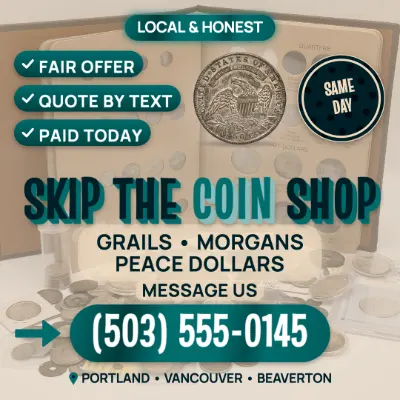 LOCAL & HONEST
✓ FAIR OFFER
✓ QUOTE BY TEXT
✓ PAID TODAY
SAME
DAY
QUARTERS
SKIP THE COIN SHOP
GRAILS • MORGANS
PEACE DOLLARS
MESSAGE US
(503) 555-0145
PORTLAND • VANCOUVER • BEAVERTON